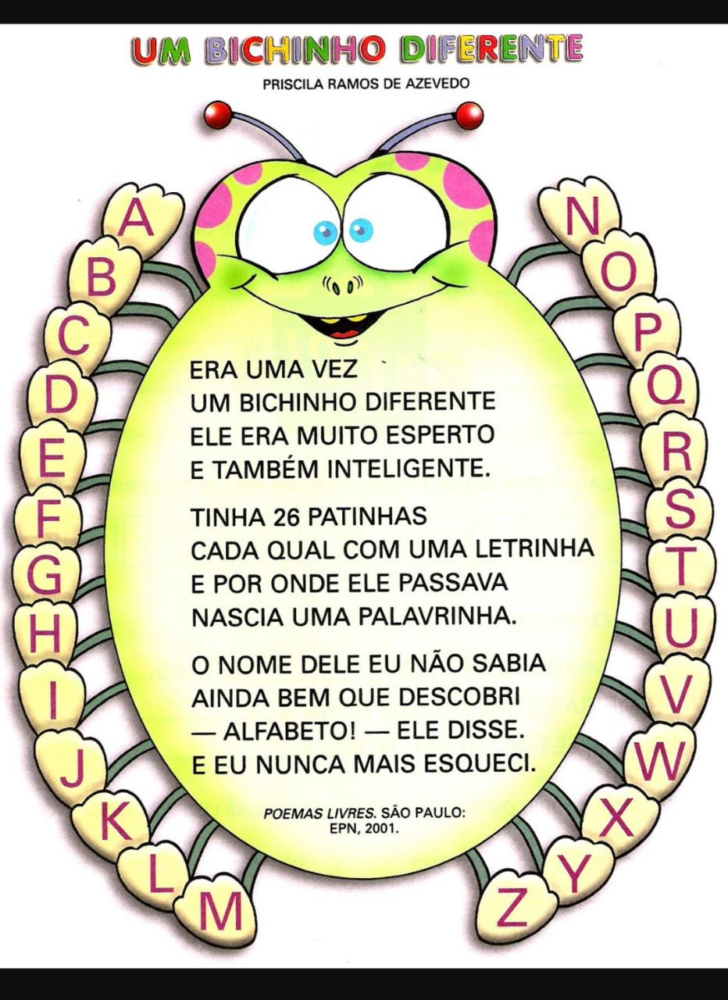 UM BICHINHO DIFERENTE
PRISCILA RAMOS DE AZEVEDO
A
B
C
D
E
F
G
H
I
J
K
L
M
N
O
P
Q
R
S
T
U
V
W
X
Y
Z
ERA UMA VEZ
UM BICHINHO DIFERENTE
ELE ERA MUITO ESPERTO
E TAMBÉM INTELIGENTE.
TINHA 26 PATINHAS
CADA QUAL COM UMA LETRINHA
E POR ONDE ELE PASSAVA
NASCIA UMA PALAVRINHA.
O NOME DELE EU NÃO SABIA
AINDA BEM QUE DESCOBRI
— ALFABETO! — ELE DISSE.
E EU NUNCA MAIS ESQUECI.
POEMAS LIVRES. SÃO PAULO:
EPN, 2001.